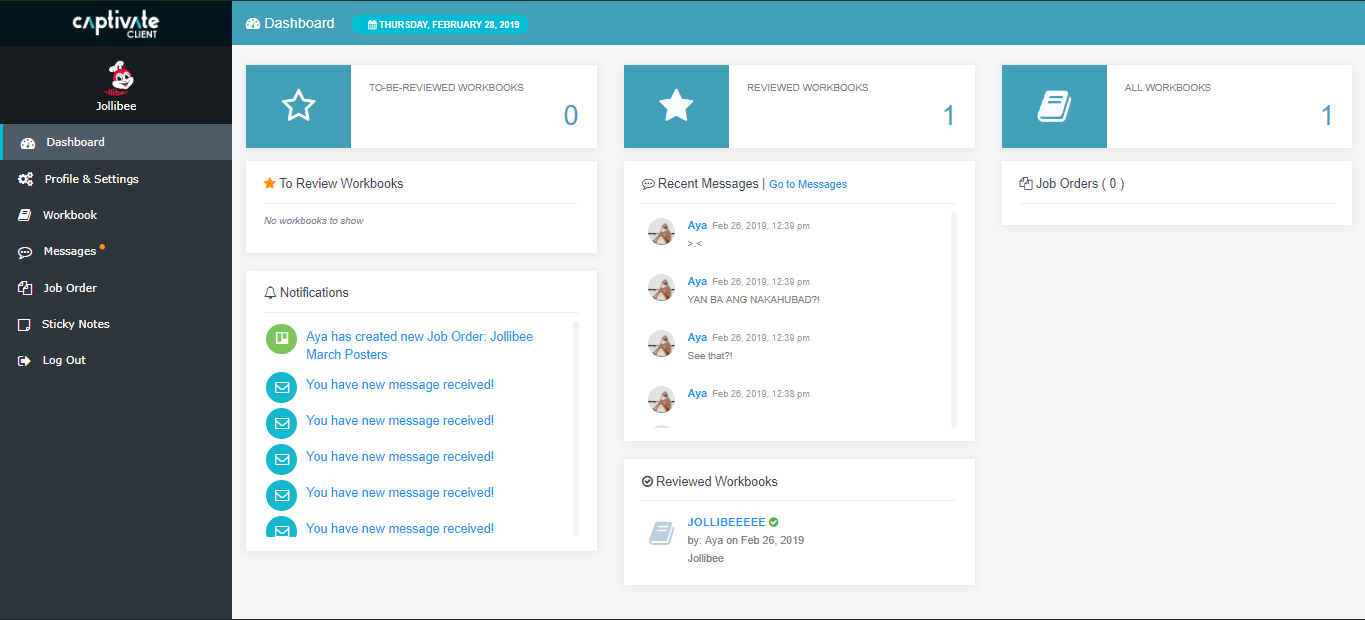 captivate
CLIENT
Jollibee
Dashboard
Profile & Settings
Workbook
Messages
Job Order
Sticky Notes
Log Out
Dashboard
THURSDAY, FEBRUARY 28, 2019
TO-BE-REVIEWED WORKBOOKS
0
REVIEWED WORKBOOKS
1
ALL WORKBOOKS
1
To Review Workbooks
No workbooks to show
Notifications
Aya has created new Job Order: Jollibee
March Posters
You have new message received!
You have new message received!
You have new message received!
You have new message received!
You have new message received!
Recent Messages | Go to Messages
Aya Feb 26, 2019, 12:39 pm
>.<
Aya Feb 26, 2019, 12:39 pm
YAN BA ANG NAKAHUBAD?!
Aya Feb 26, 2019, 12:39 pm
See that?!
Aya Feb 26, 2019, 12:38 pm
Reviewed Workbooks
JOLLIBEEEEE
by: Aya on Feb 26, 2019
Jollibee
Job Orders ( 0 )